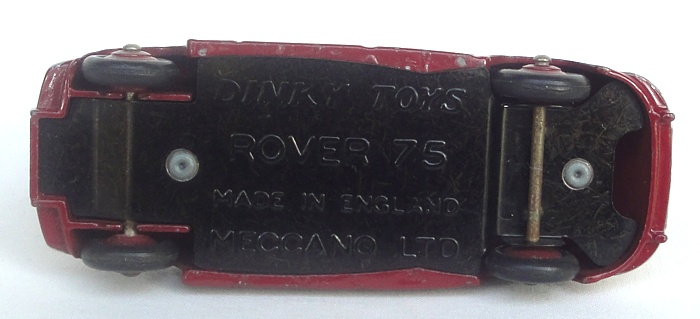 DINKY TOYS
ROVER 75
MADE IN ENGLAND
MECCANO LTD